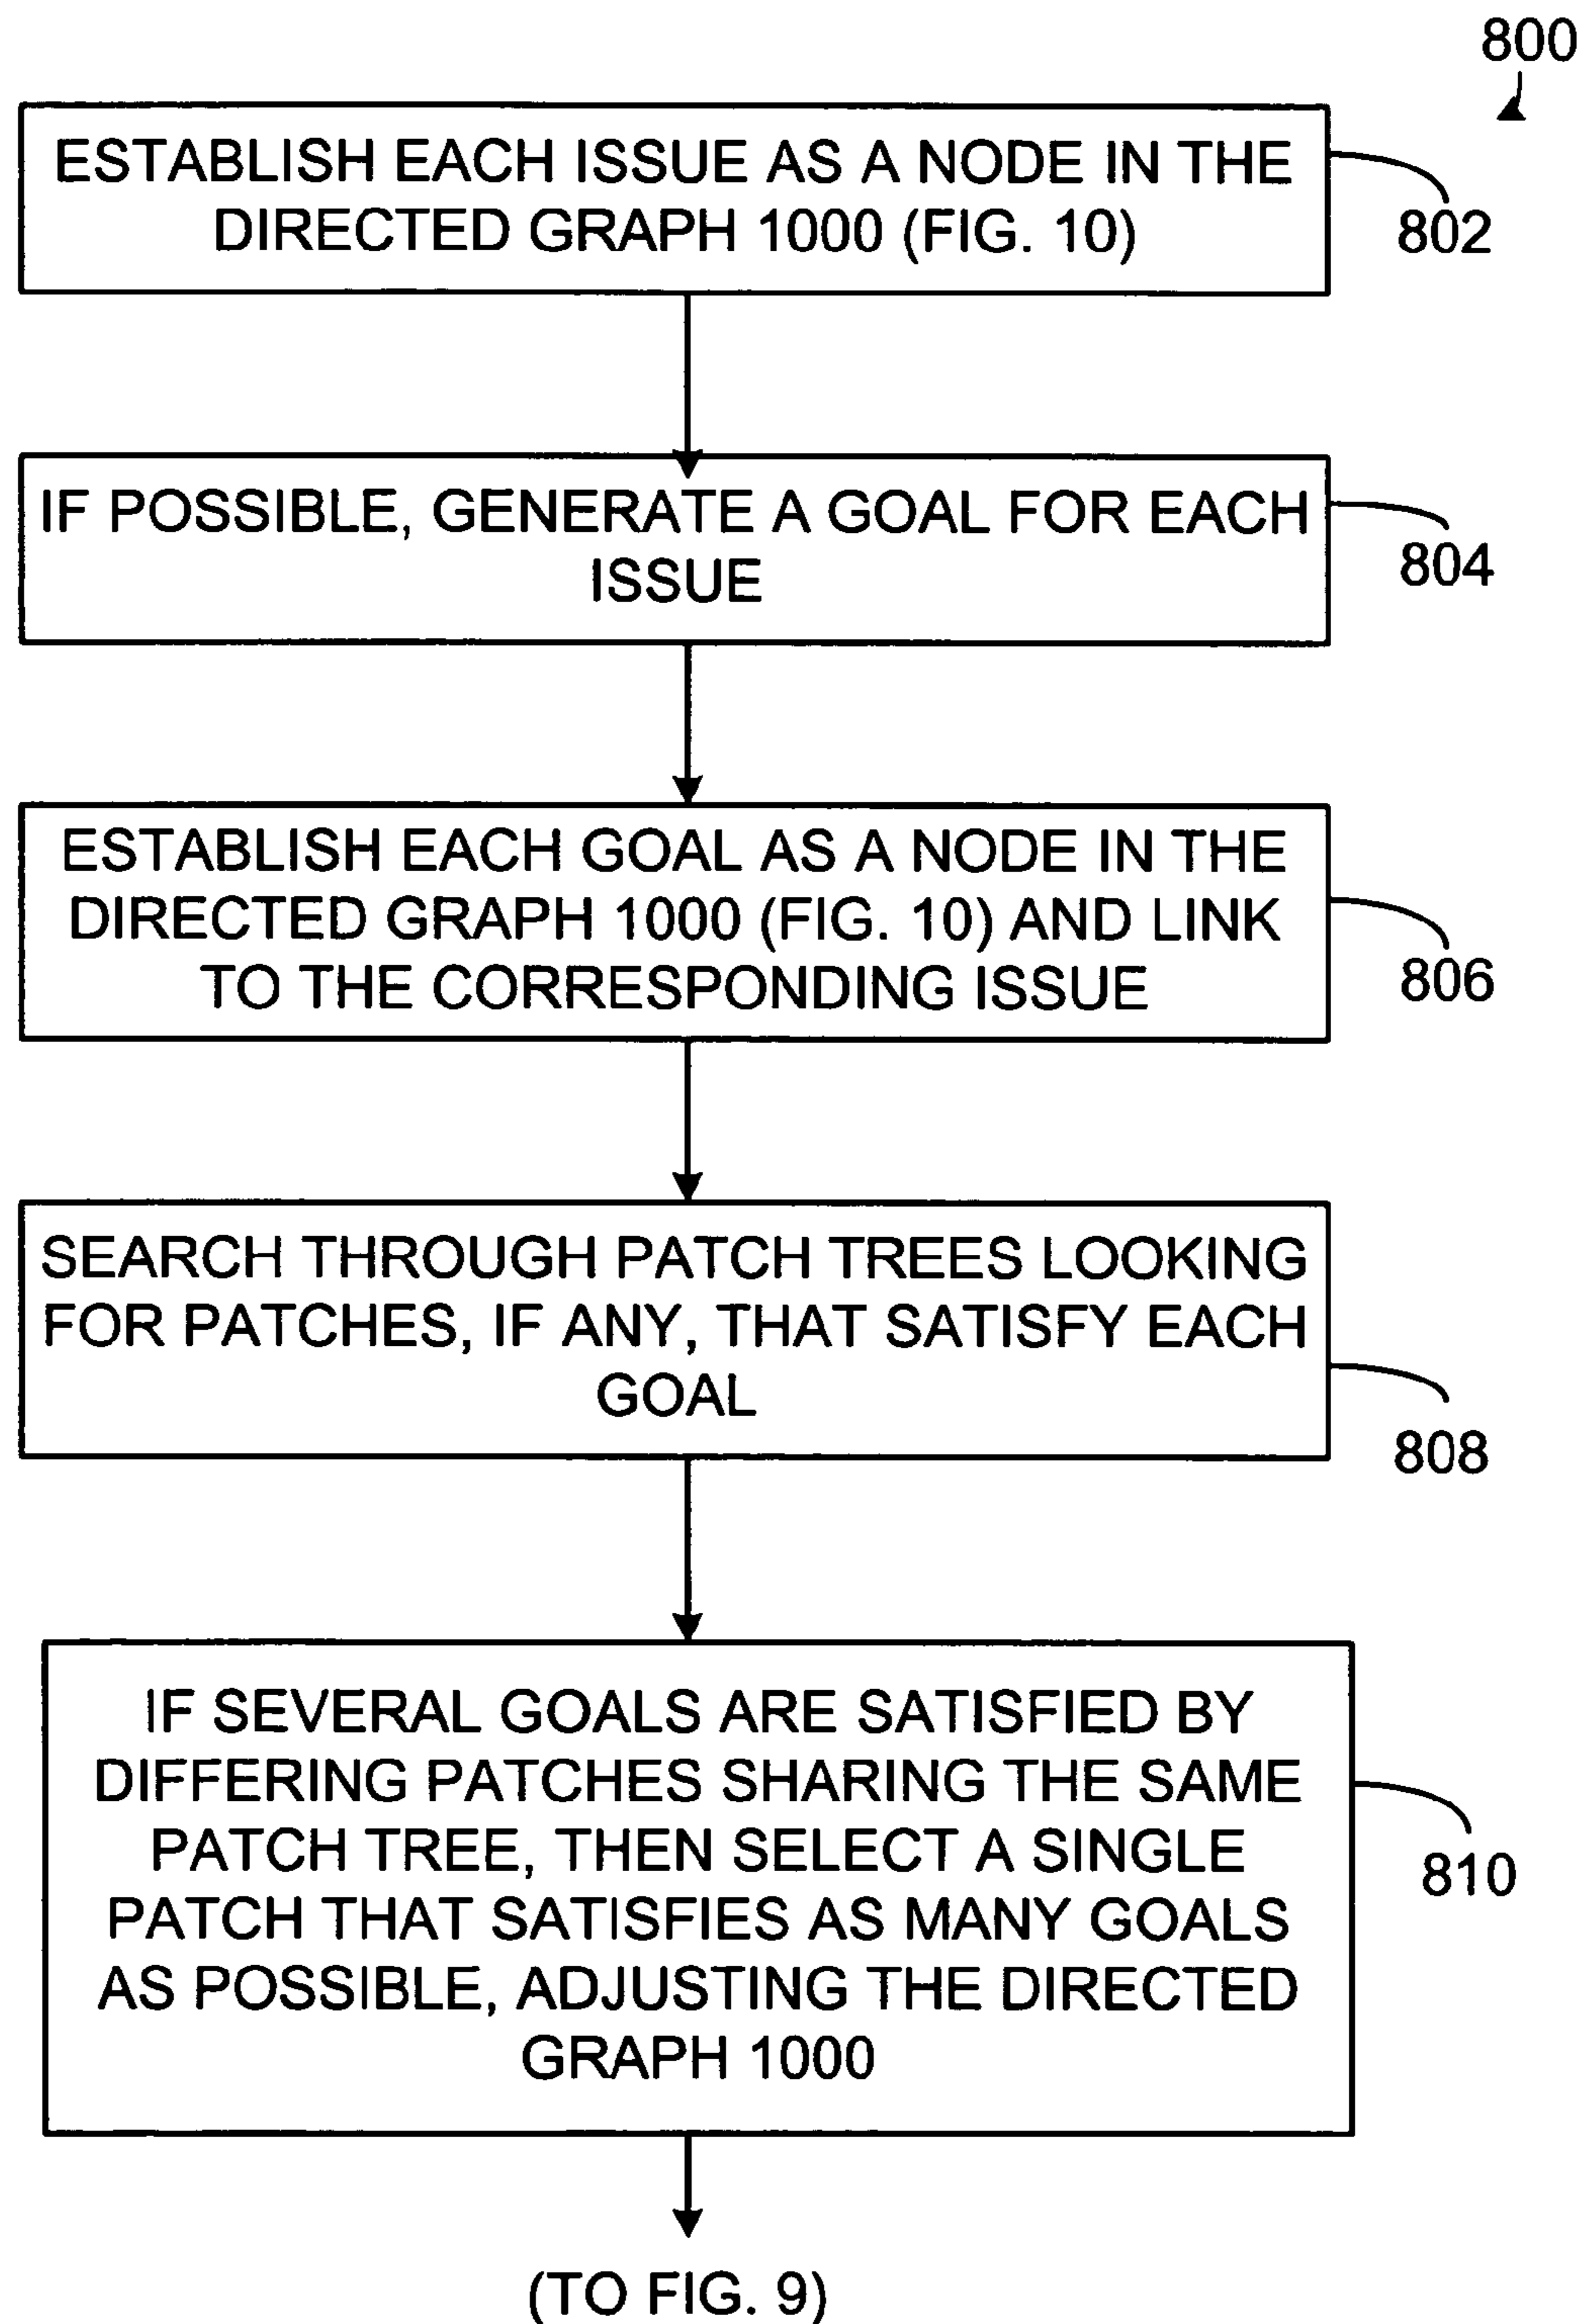 800
ESTABLISH EACH ISSUE AS A NODE IN THE
DIRECTED GRAPH 1000 (FIG. 10)
802
IF POSSIBLE, GENERATE A GOAL FOR EACH
ISSUE
804
ESTABLISH EACH GOAL AS A NODE IN THE
DIRECTED GRAPH 1000 (FIG. 10) AND LINK
TO THE CORRESPONDING ISSUE
806
SEARCH THROUGH PATCH TREES LOOKING
FOR PATCHES, IF ANY, THAT SATISFY EACH
GOAL
808
IF SEVERAL GOALS ARE SATISFIED BY
DIFFERING PATCHES SHARING THE SAME
PATCH TREE, THEN SELECT A SINGLE
PATCH THAT SATISFIES AS MANY GOALS
AS POSSIBLE, ADJUSTING THE DIRECTED
GRAPH 1000
810
(TO FIG. 9)